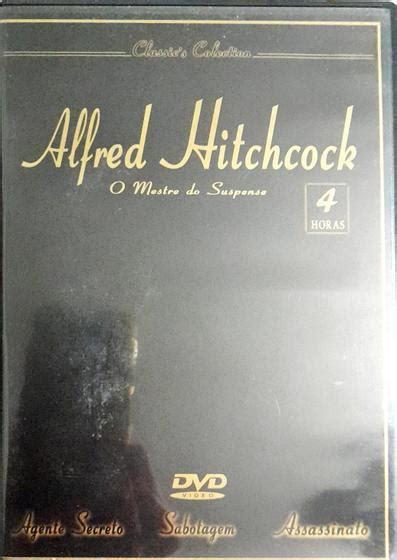 Classic's Colection
Alfred Hitchcock
O Mestre do Suspense
4
HORAS
DVD
VIDEO
Agente Secreto Sabotagem Assassinato